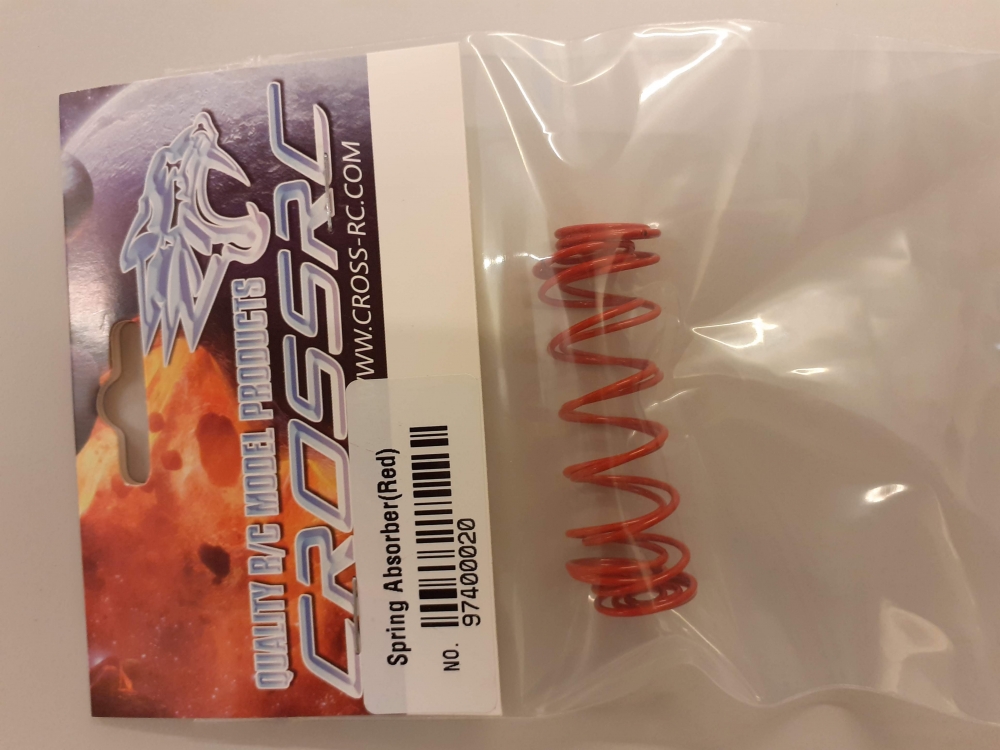 QUALITY R/C MODEL PRODUCTS
CROSSRC
WWW.CROSS-RC.COM
Spring Absorber(Red)
NO.
97400020